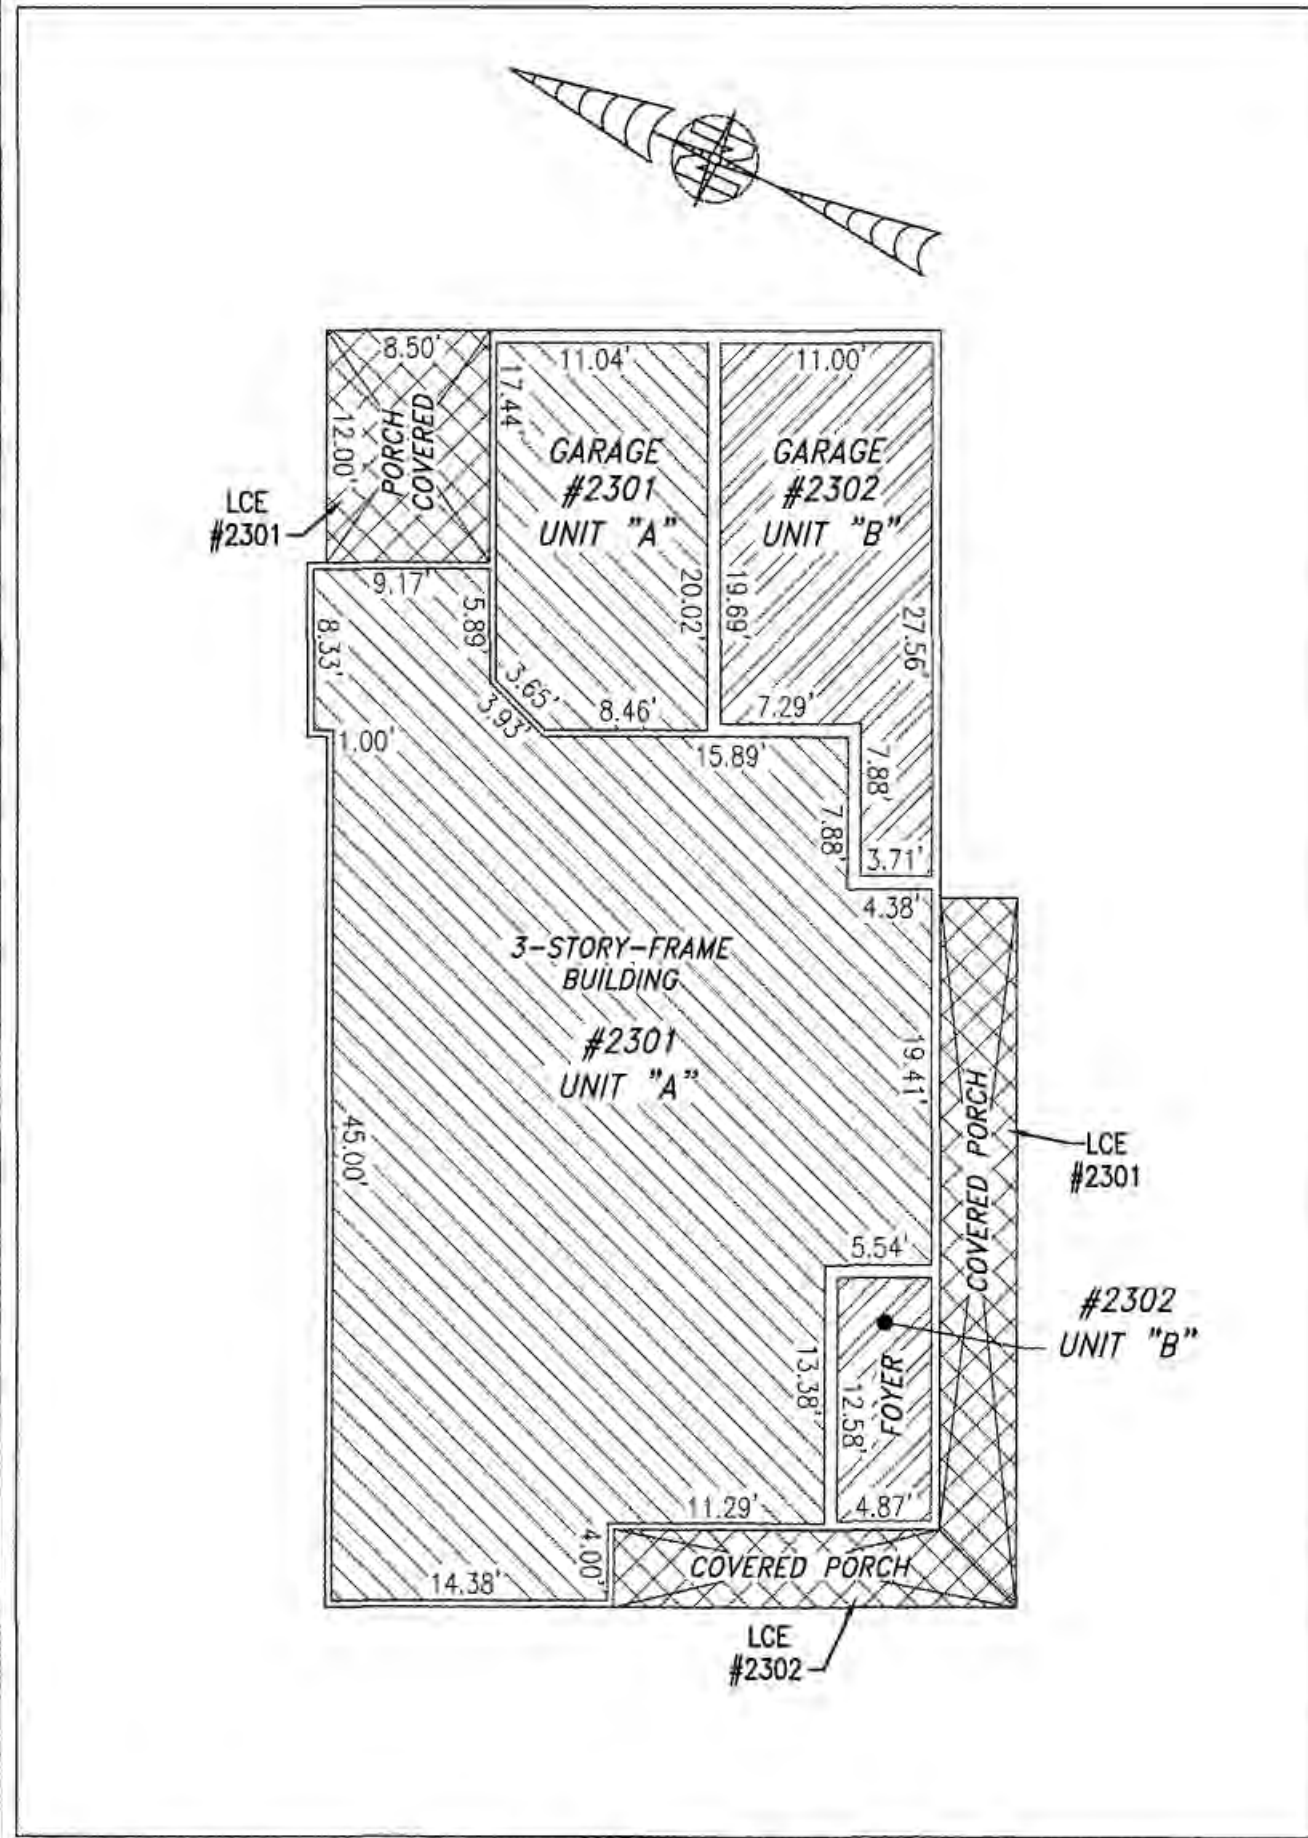 N
8.50'
11.04'
11.00'
12.00'
PORCH
COVERED
17.44'
GARAGE
#2301
UNIT "A"
GARAGE
#2302
UNIT "B"
LCE
#2301
9.17'
5.89'
20.02'
19.69'
27.56'
8.33'
3.65'
3.93'
8.46'
7.29'
1.00'
15.89'
7.88'
7.88'
3.71'
4.38'
3-STORY-FRAME
BUILDING
#2301
UNIT "A"
19.41'
45.00'
COVERED PORCH
LCE
#2301
5.54'
#2302
UNIT "B"
13.38'
12.58'
FOYER
11.29'
4.87'
4.00'
14.38'
COVERED PORCH
LCE
#2302